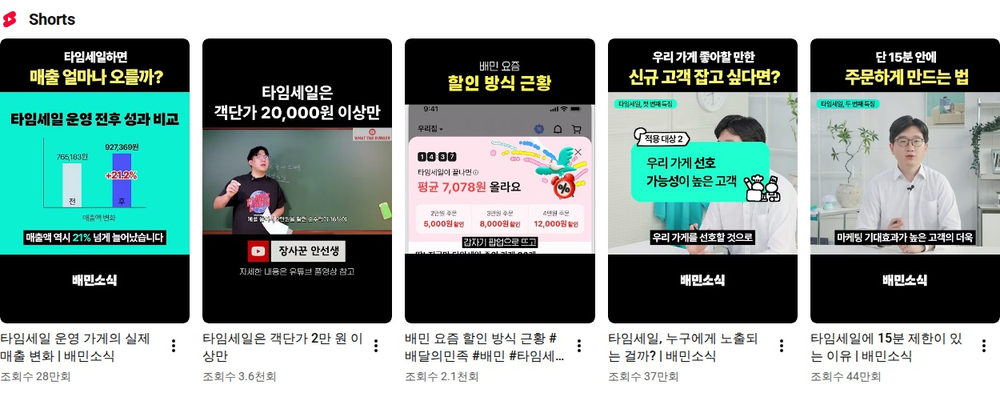 Shorts
타임세일하면
매출 얼마나 오를까?
타임세일 운영 전후 성과 비교
765,183원
927,369원
+21.2%
전
후
매출액 변화
매출액 역시 21% 넘게 늘어났습니다
배민소식
타임세일 운영 가게의 실제
매출 변화 | 배민소식
조회수 28만회
타임세일은
객단가 20,000원 이상만
WHAT THE BURGER
장사꾼 안선생
자세한 내용은 유튜브 풀영상 참고
타임세일은 객단가 2만 원 이
상만
조회수 3.6천회
배민 요즘
할인 방식 근황
9:41
우리집
1 4 3 7
타임세일이 끝나면
평균 7,078원 올라요
2만원 주문
3만원 주문
4만원 주문
5,000원 할인
8,000원 할인
12,000원 할인
갑자기 팝업으로 뜨고
배민 요즘 할인 방식 근황 #
배달의민족 #배민 #타임세...
조회수 2.1천회
우리 가게 좋아할 만한
신규 고객 잡고 싶다면?
타임세일, 첫 번째 특징
적용 대상 2
우리 가게 선호
가능성이 높은 고객
우리 가게를 선호할 것으로
배민소식
타임세일, 누구에게 노출되
는 걸까? | 배민소식
조회수 37만회
단 15분 안에
주문하게 만드는 법
타임세일, 두 번째 특징
마케팅 기대효과가 높은 고객의 더욱
배민소식
타임세일에 15분 제한이 있
는 이유 | 배민소식
조회수 44만회